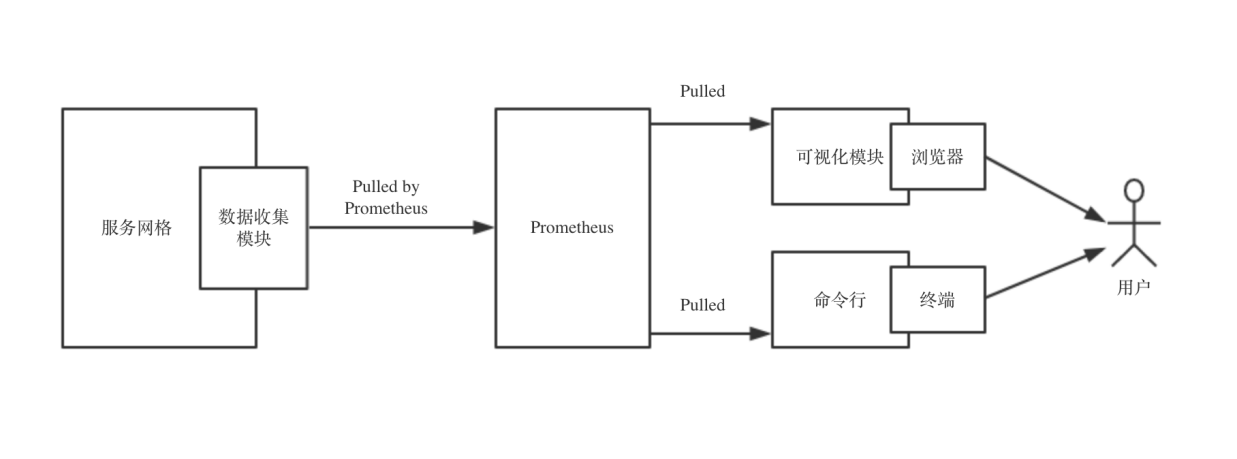 服务网格
数据收集
模块
Pulled by
Prometheus
Prometheus
Pulled
可视化模块
浏览器
Pulled
命令行
终端
用户